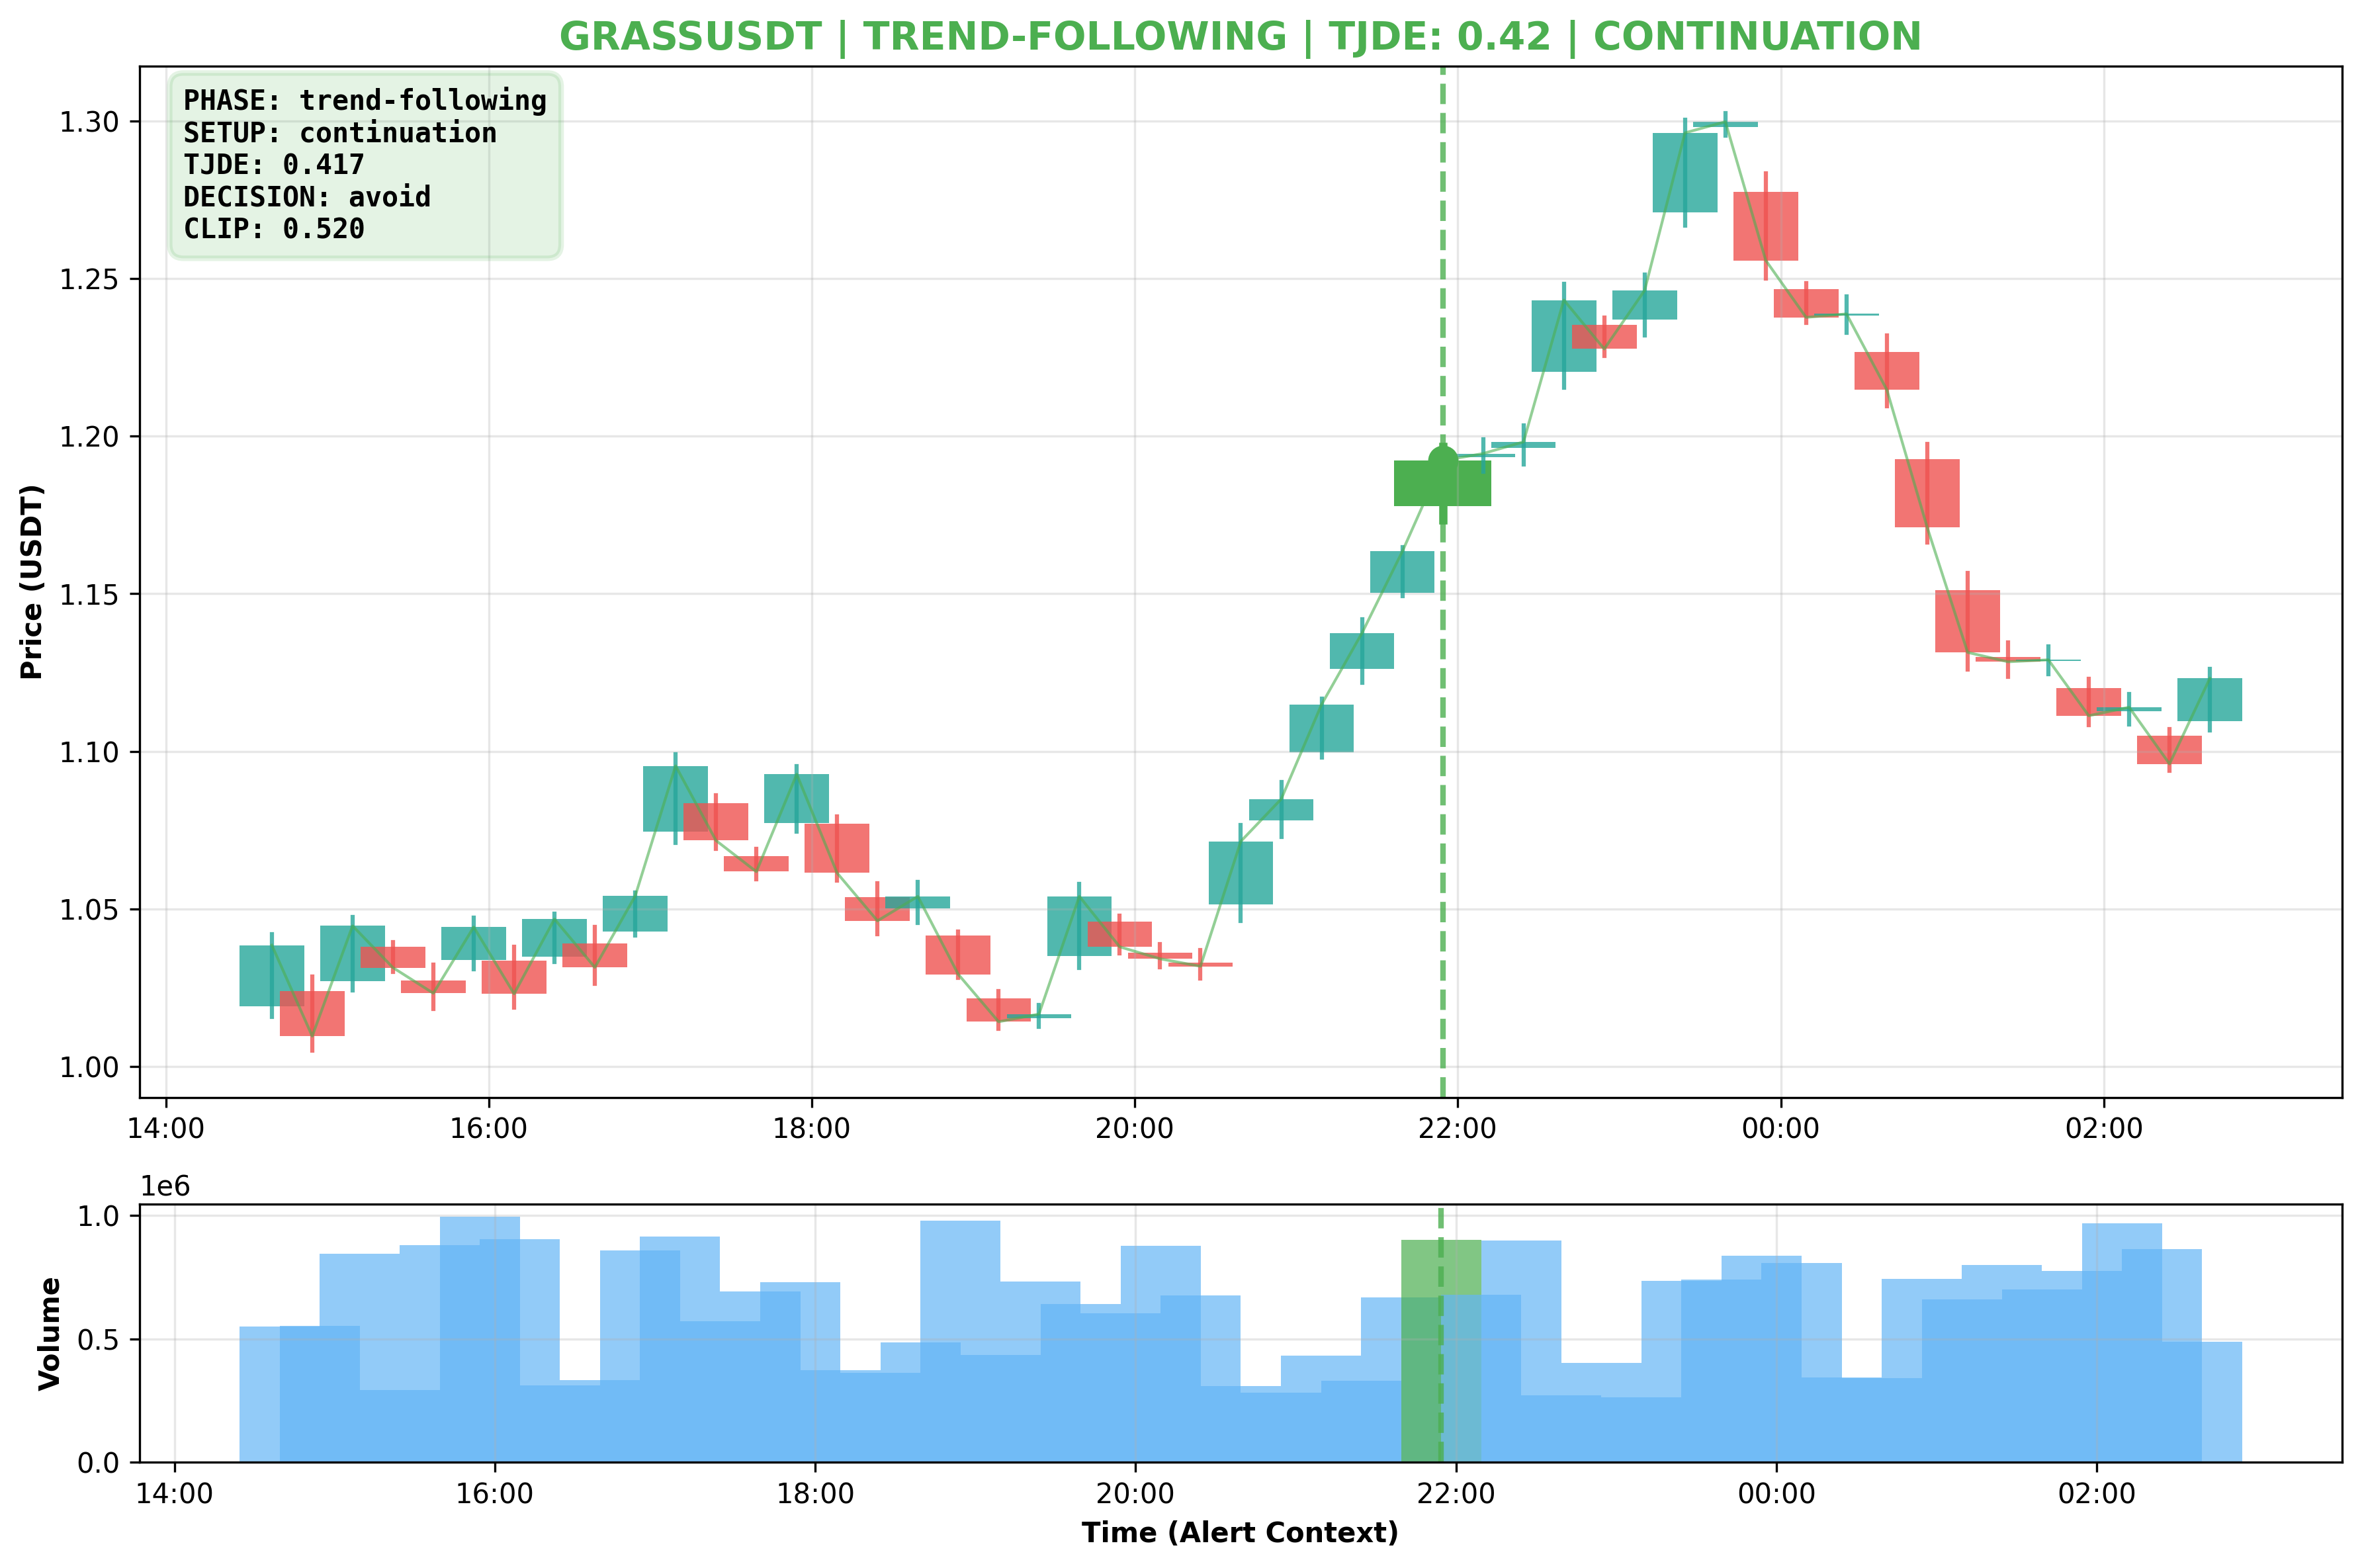 GRASSUSDT | TREND-FOLLOWING | TJDE: 0.42 | CONTINUATION
PHASE: trend-following
SETUP: continuation
TJDE: 0.417
DECISION: avoid
CLIP: 0.520
Price (USDT)
1.30
1.25
1.20
1.15
1.10
1.05
1.00
14:00 16:00 18:00 20:00 22:00 00:00 02:00
1e6
Volume
1.0
0.5
0.0
14:00 16:00 18:00 20:00 22:00 00:00 02:00
Time (Alert Context)